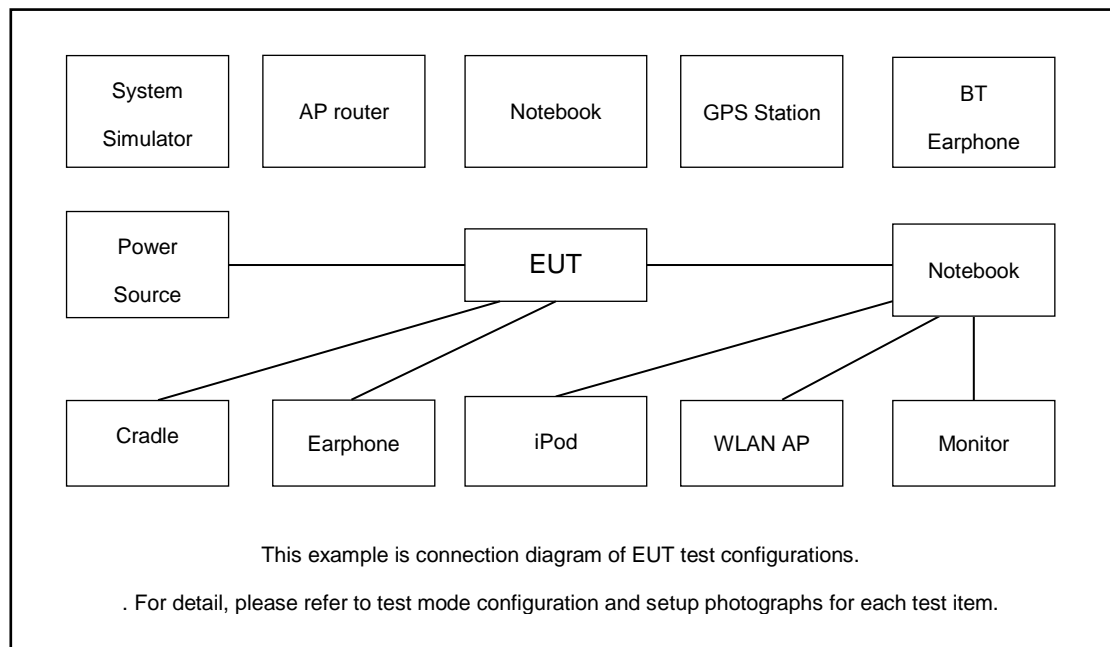 System
Simulator
AP router
Notebook
GPS Station
BT
Earphone
Power
Source
EUT
Notebook
Cradle
Earphone
iPod
WLAN AP
Monitor
This example is connection diagram of EUT test configurations.
. For detail, please refer to test mode configuration and setup photographs for each test item.